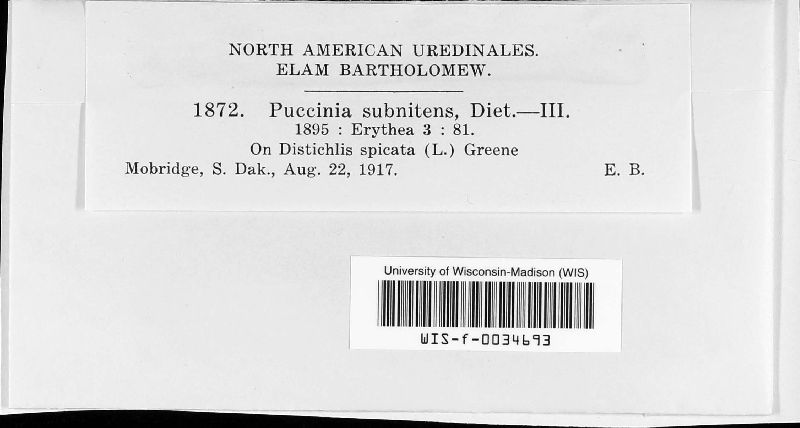 NORTH AMERICAN UREDINALES.
ELAM BARTHOLOMEW.
1872. Puccinia subnitens, Diet.—III.
1895 : Erythea 3 : 81.
On Distichlis spicata (L.) Greene
Mobridge, S. Dak., Aug. 22, 1917. E. B.
University of Wisconsin-Madison (WIS)
WIS-f-0034693